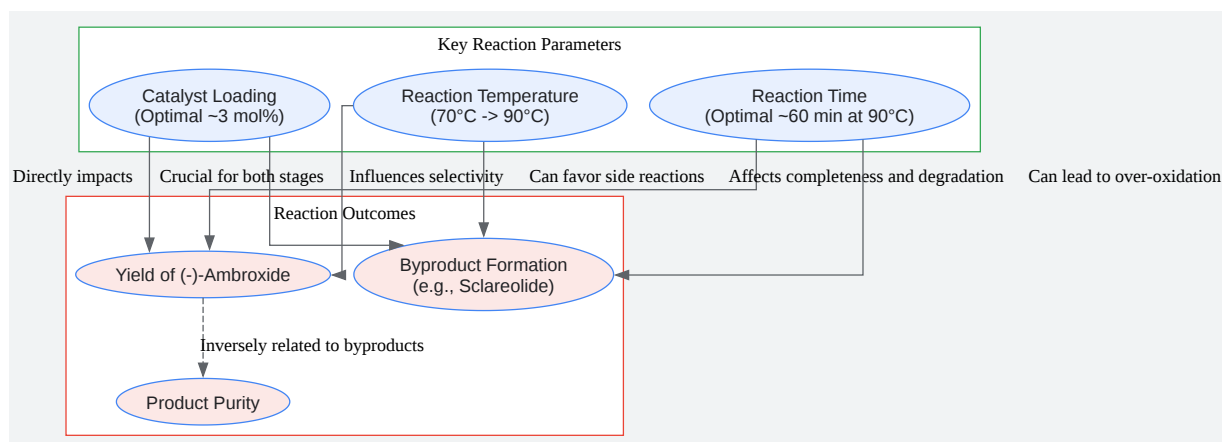 Key Reaction Parameters
Catalyst Loading
(Optimal ~3 mol%)
Reaction Temperature
(70°C -> 90°C)
Reaction Time
(Optimal ~60 min at 90°C)
Directly impacts
Crucial for both stages
Influences selectivity
Can favor side reactions
Affects completeness and degradation
Can lead to over-oxidation
Reaction Outcomes
Yield of (-)-Ambroxide
Byproduct Formation
(e.g., Sclareolide)
Inversely related to byproducts
Product Purity